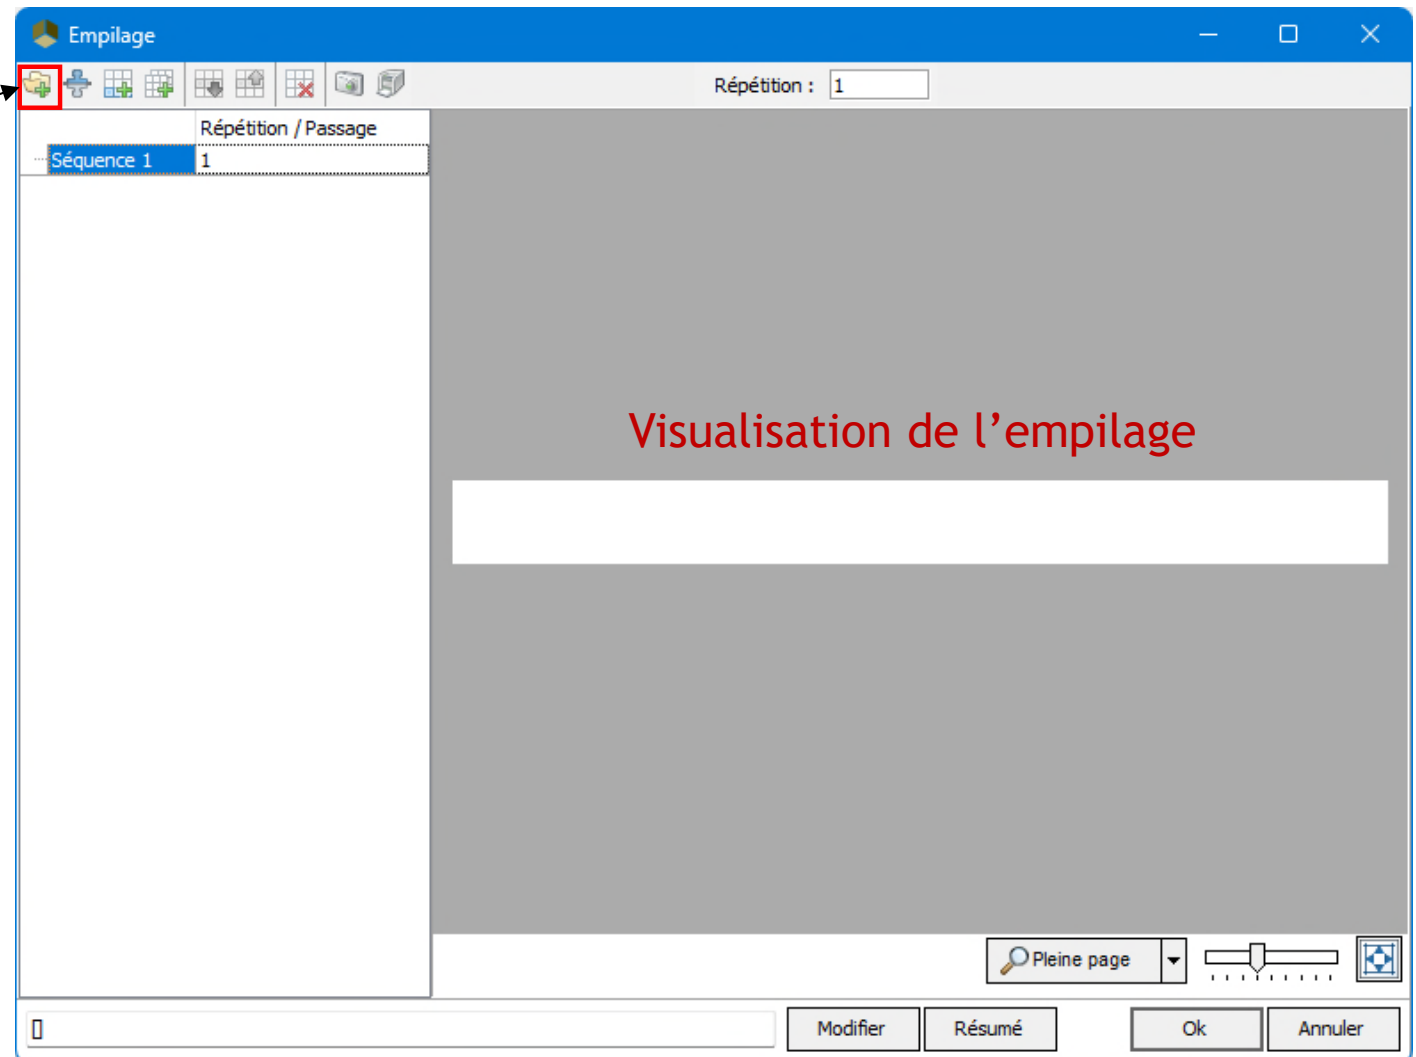 Empilage
Répétition : 1
Répétition / Passage
Séquence 1 1
Visualisation de l’empilage
Pleine page
[]
Modifier Résumé Ok Annuler